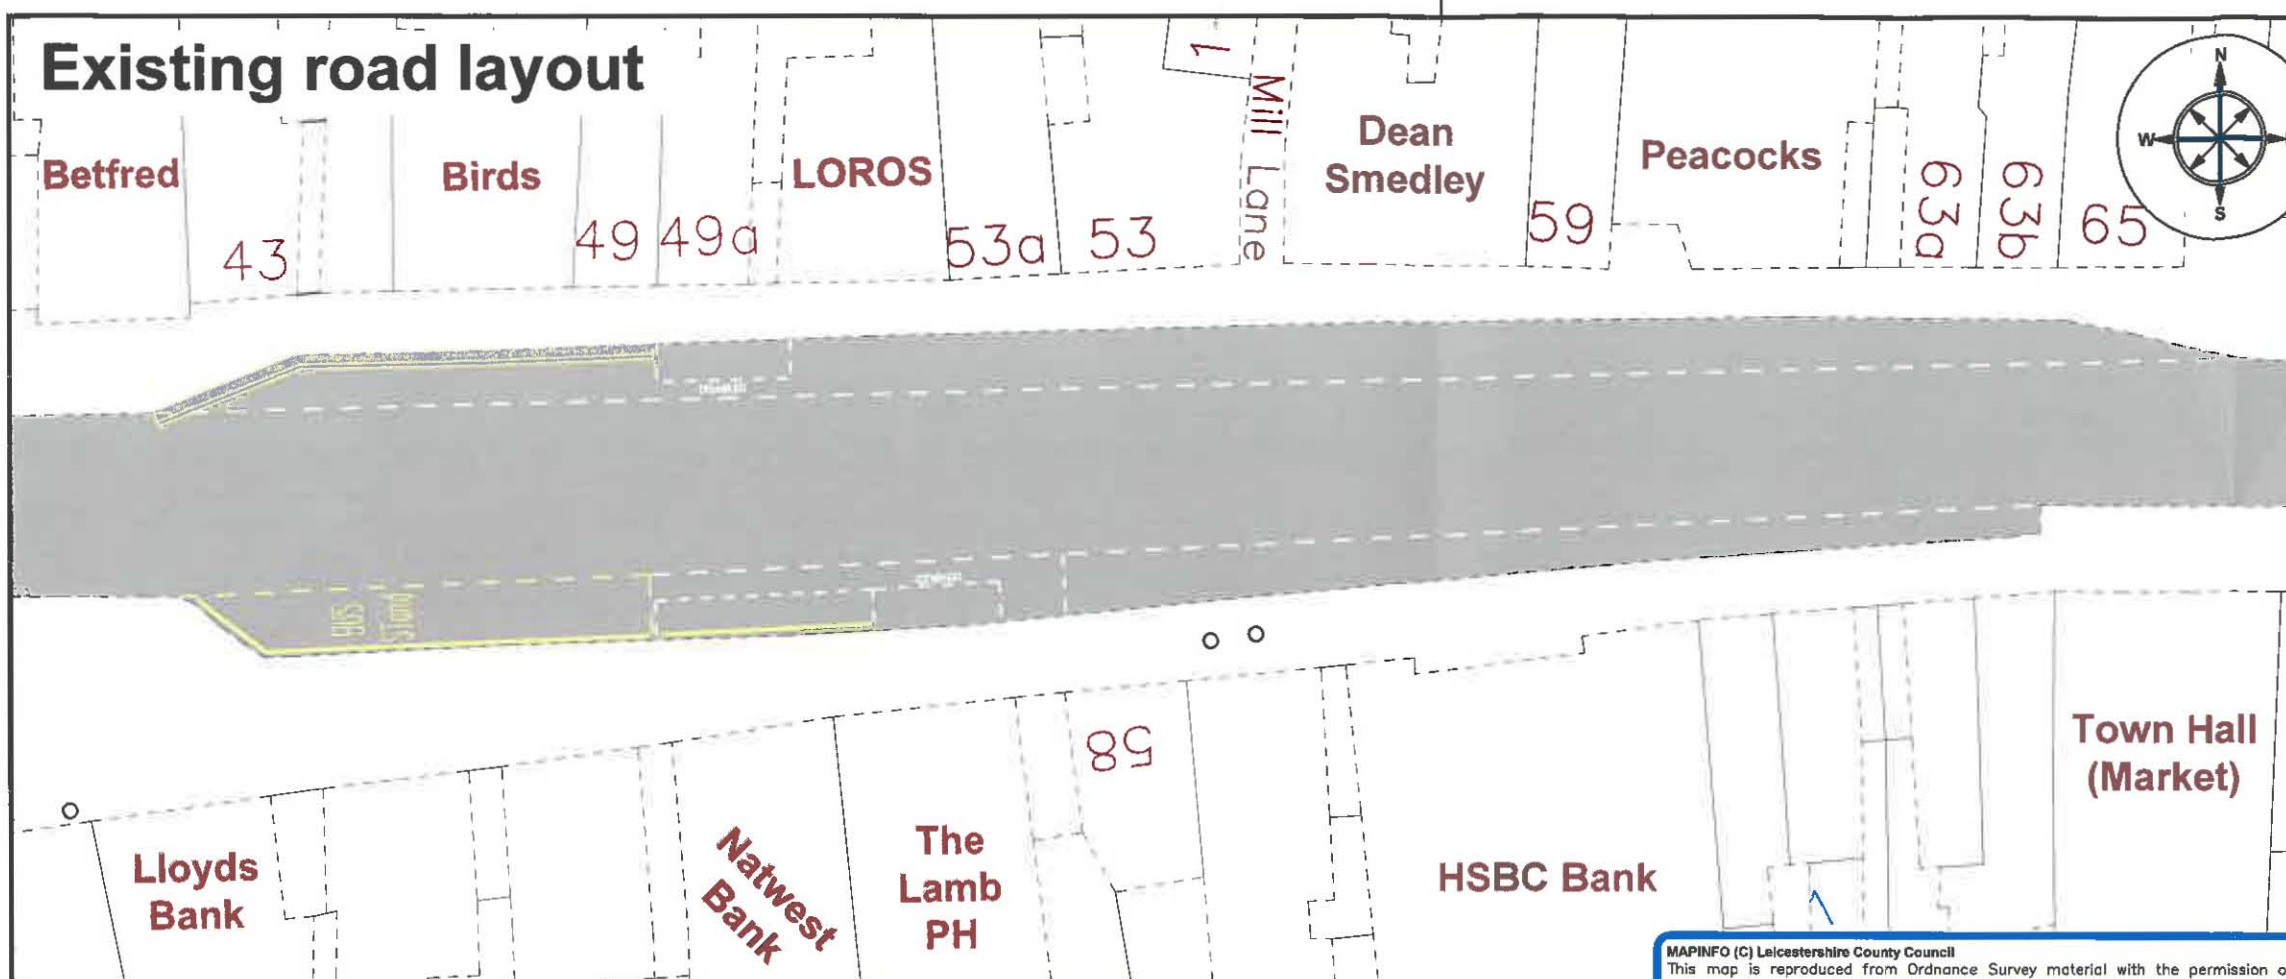 Existing road layout
N
W
S
1
Mill Lane
Betfred
43
Birds
49
49a
LOROS
53a
53
Dean
Smedley
59
Peacocks
63a
63b
65
BUS
58
Lloyds
Bank
Natwest
Bank
The
Lamb
PH
HSBC Bank
Town Hall
(Market)
MAPINFO (C) Leicestershire County Council
This map is reproduced from Ordnance Survey material with the permission o